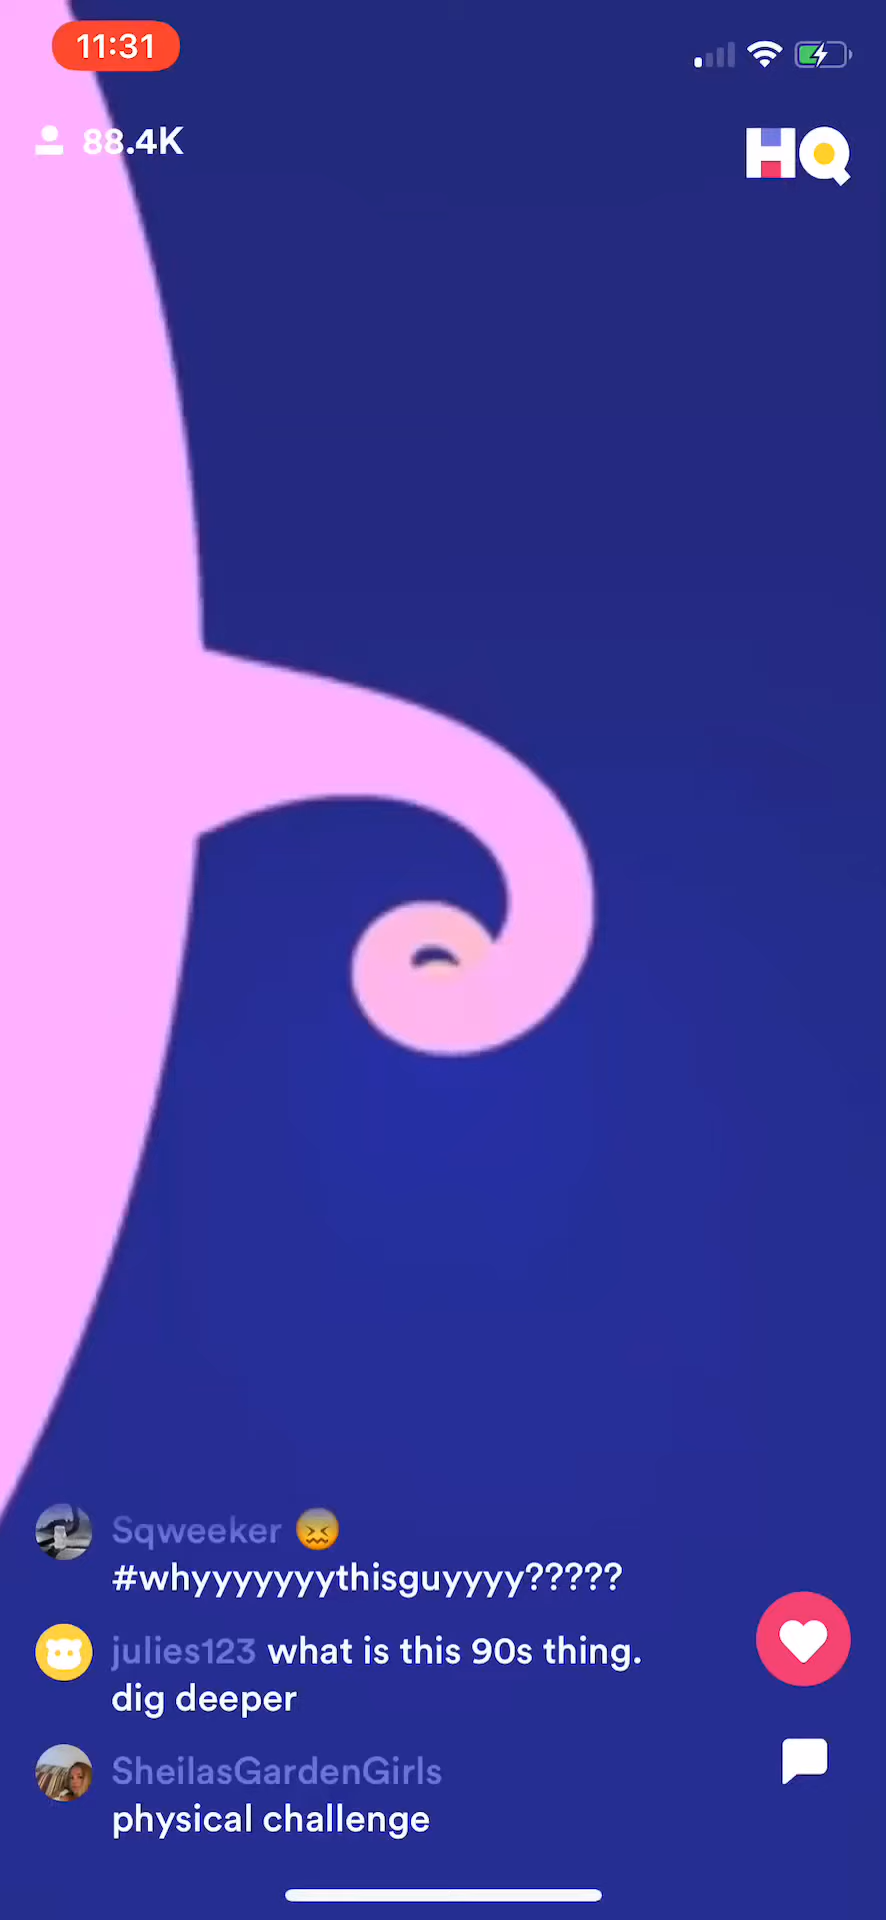 11:31
88.4K
HQ
Sqweeker 😖
#whyyyyyyythisguyyyy?????
julies123 what is this 90s thing.
dig deeper
SheilasGardenGirls
physical challenge